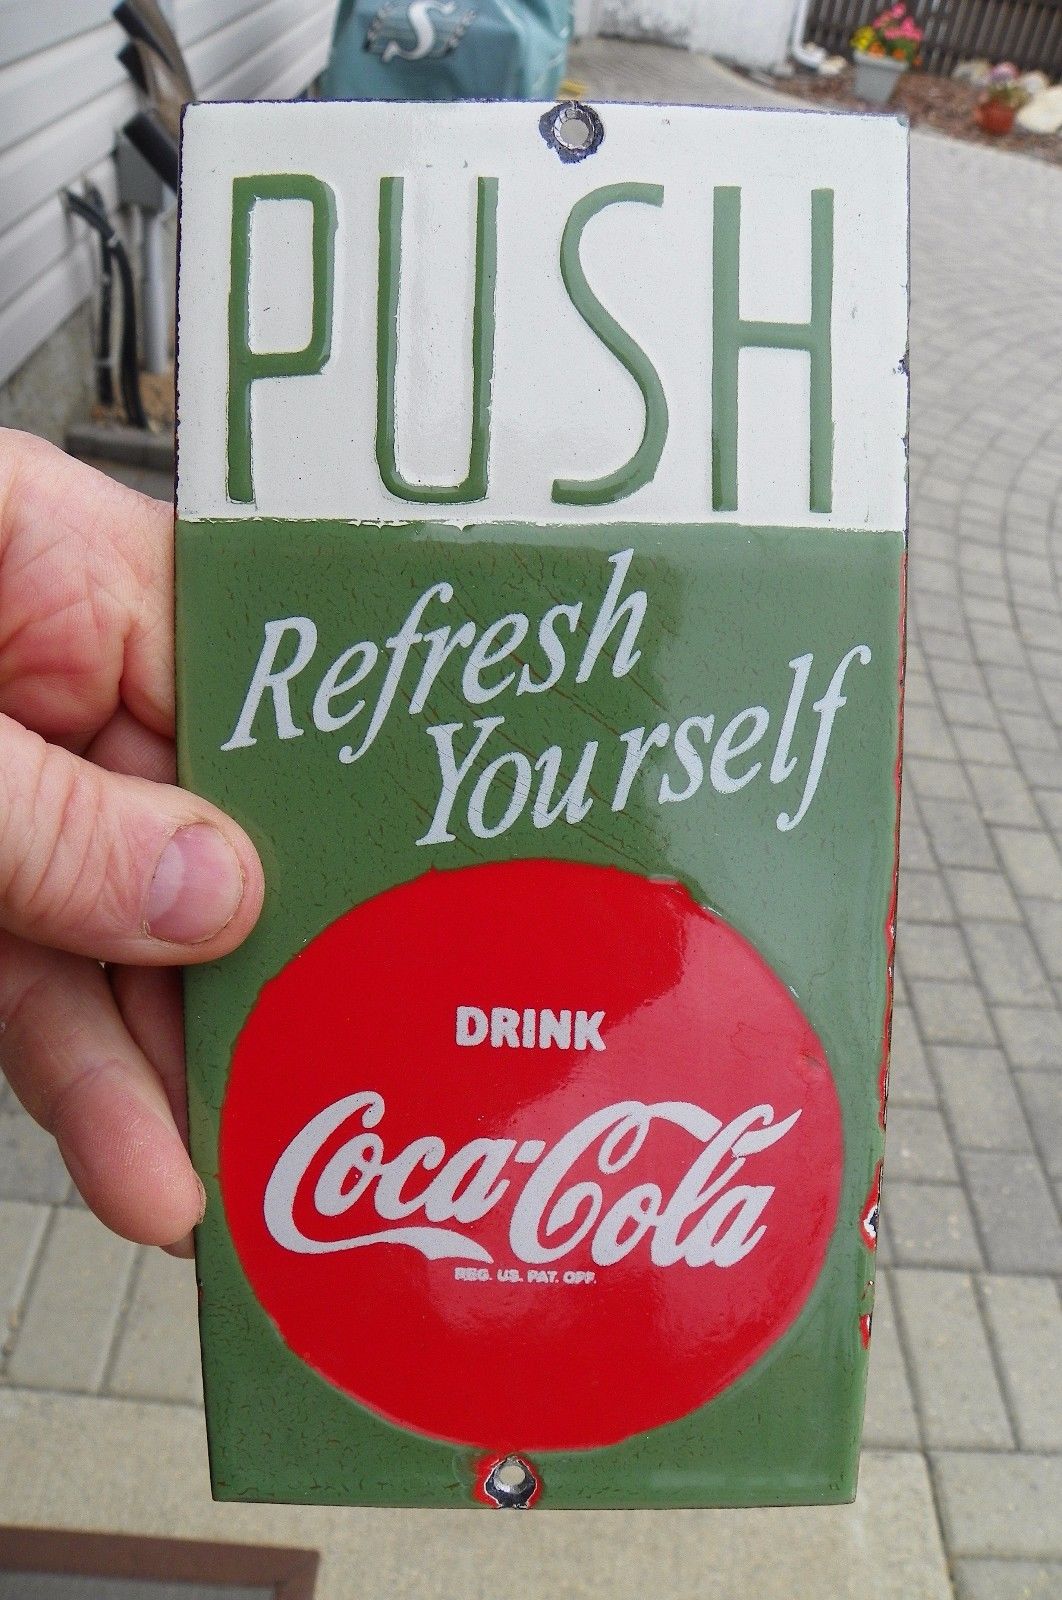 S
PUSH
Refresh
Yourself
DRINK
Coca-Cola
REG. US. PAT. OFF.